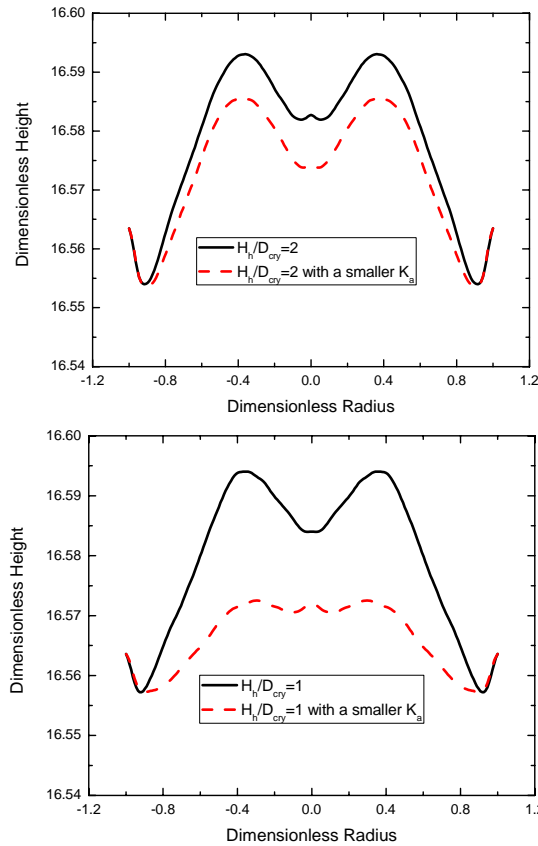 16.60
16.59
16.58
16.57
16.56
16.55
16.54
Dimensionless Height
H_h/D_cry=2
H_h/D_cry=2 with a smaller K_a
-1.2 -0.8 -0.4 0.0 0.4 0.8 1.2
Dimensionless Radius
16.60
16.59
16.58
16.57
16.56
16.55
16.54
Dimensionless Height
H_h/D_cry=1
H_h/D_cry=1 with a smaller K_a
-1.2 -0.8 -0.4 0.0 0.4 0.8 1.2
Dimensionless Radius